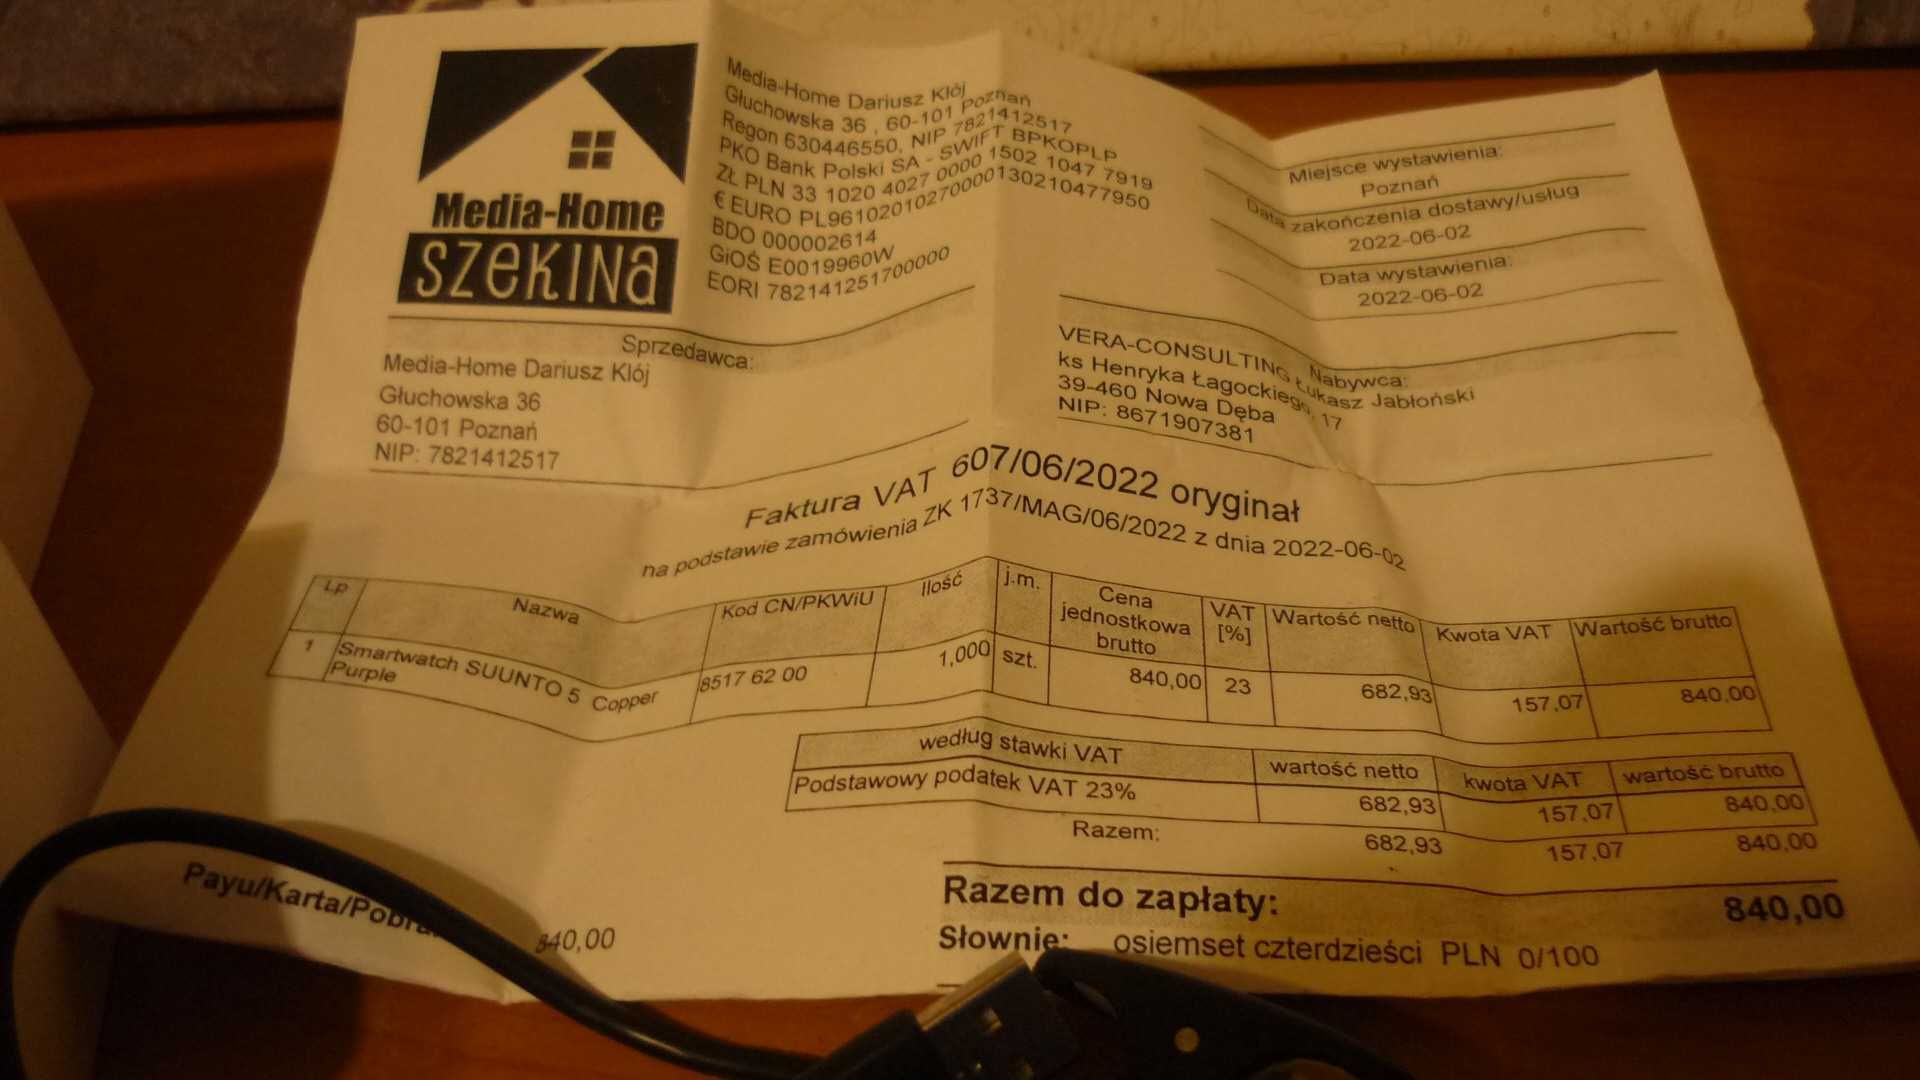 Media-Home
SZEKINA
Media-Home Dariusz Klój
Głuchowska 36 , 60-101 Poznań
Regon 630446550, NIP 7821412517
PKO Bank Polski SA - SWIFT BPKOPLP
ZŁ PLN 33 1020 4027 0000 1502 1047 7919
€ EURO PL96102010270000130210477950
BDO 000002614
GiOŚ E0019960W
EORI 782141251700000
Miejsce wystawienia:
Poznań
Data zakończenia dostawy/usług
2022-06-02
Data wystawienia:
2022-06-02
Sprzedawca:
Media-Home Dariusz Klój
Głuchowska 36
60-101 Poznań
NIP: 7821412517
Nabywca:
VERA-CONSULTING Łukasz Jabłoński
ks Henryka Łagockiego, 17
39-460 Nowa Dęba
NIP: 8671907381
Faktura VAT 607/06/2022 oryginał
na podstawie zamówienia ZK 1737/MAG/06/2022 z dnia 2022-06-02
Lp Nazwa Kod CN/PKWiU Ilość j.m. Cena jednostkowa brutto VAT [%] Wartość netto Kwota VAT Wartość brutto
1 Smartwatch SUUNTO 5 Copper 8517 62 00 1,000 szt. 840,00 23 682,93 157,07 840,00
Purple
według stawki VAT wartość netto kwota VAT wartość brutto
Podstawowy podatek VAT 23% 682,93 157,07 840,00
Razem: 682,93 157,07 840,00
Payu/Karta/Pobra 840,00
Razem do zapłaty: 840,00
Słownie: osiemset czterdzieści PLN 0/100